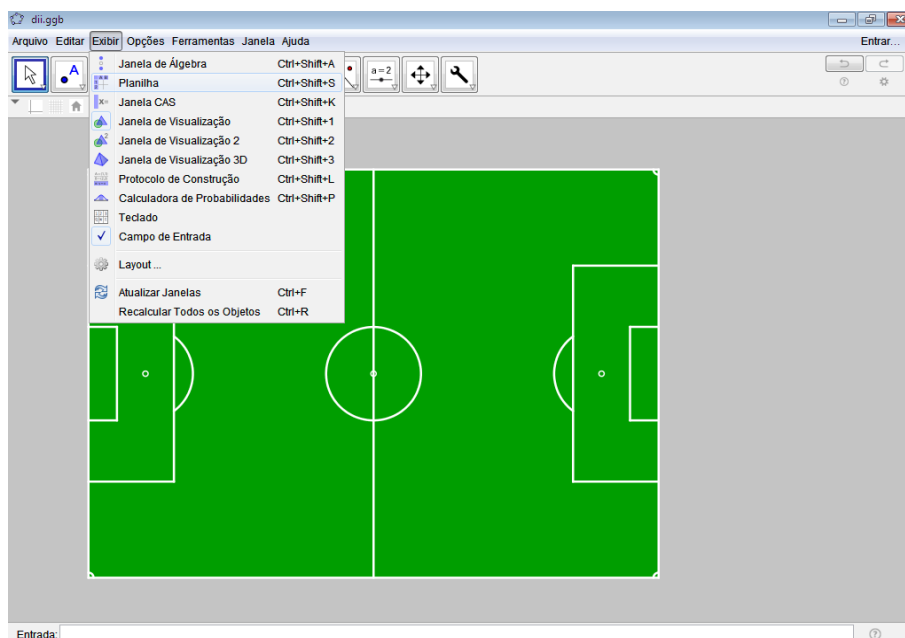 dii.ggb
Arquivo Editar Exibir Opções Ferramentas Janela Ajuda Entrar...
A a=2
Janela de Álgebra Ctrl+Shift+A
Planilha Ctrl+Shift+S
X= Janela CAS Ctrl+Shift+K
Janela de Visualização Ctrl+Shift+1
2 Janela de Visualização 2 Ctrl+Shift+2
Janela de Visualização 3D Ctrl+Shift+3
Protocolo de Construção Ctrl+Shift+L
Calculadora de Probabilidades Ctrl+Shift+P
Teclado
Campo de Entrada
Layout ...
Atualizar Janelas Ctrl+F
Recalcular Todos os Objetos Ctrl+R
Entrada: